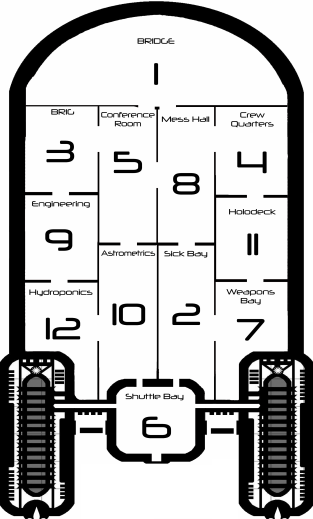 BRIDGE
1
BRIG
Conference
Room
Mess Hall
Crew
Quarters
3
5
8
4
Engineering
Holodeck
9
11
Astrometrics
Sick Bay
Hydroponics
Weapons
Bay
12
10
2
7
Shuttle Bay
6